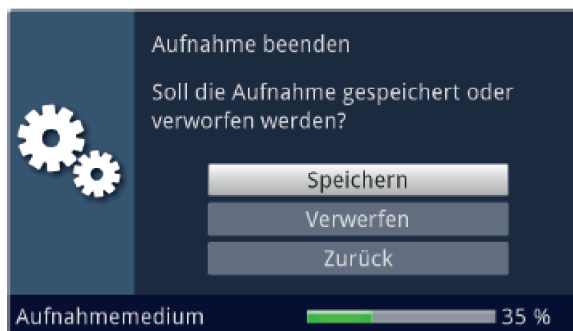 Aufnahme beenden
Soll die Aufnahme gespeichert oder
verworfen werden?
Speichern
Verwerfen
Zurück
Aufnahmemedium 35 %